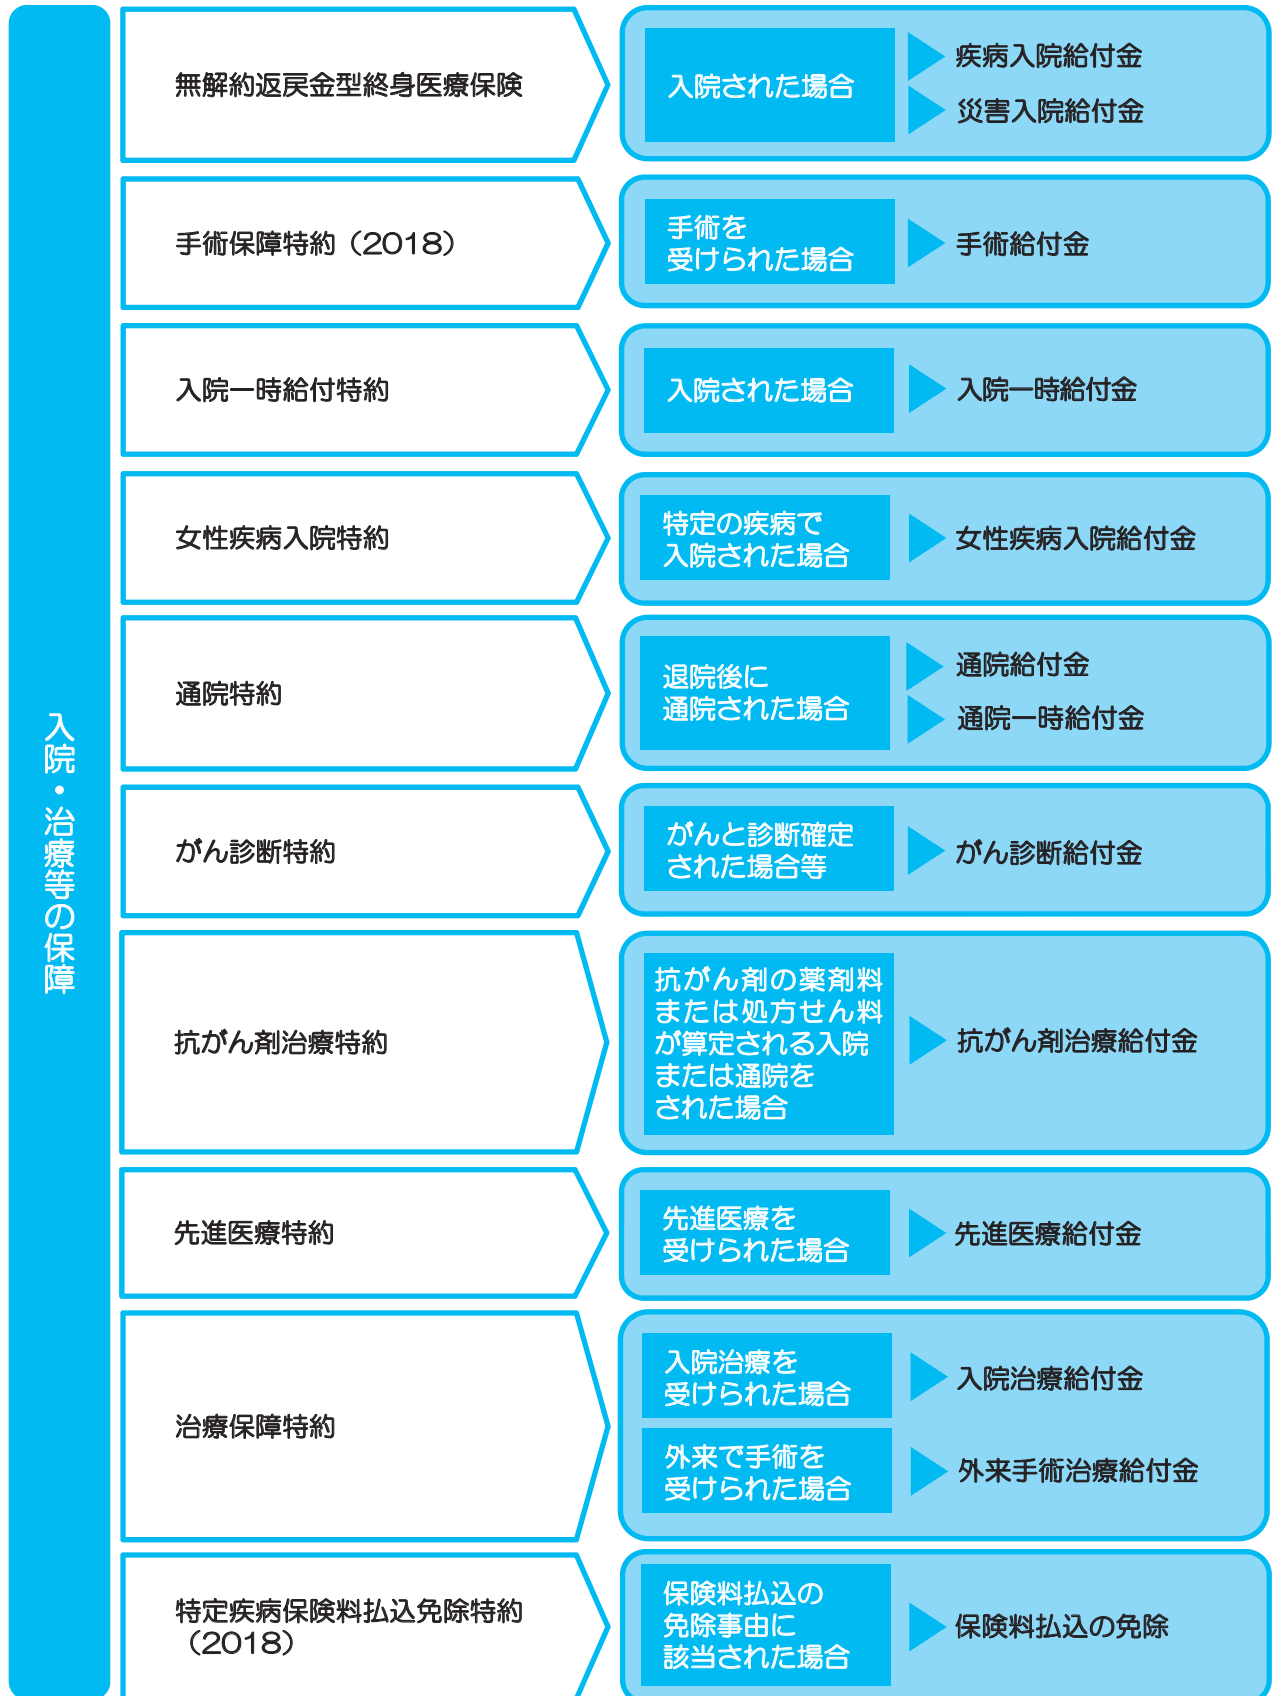 入院・治療等の保障
無解約返戻金型終身医療保険
入院された場合
疾病入院給付金
災害入院給付金
手術保障特約（2018）
手術を
受けられた場合
手術給付金
入院一時給付特約
入院された場合
入院一時給付金
女性疾病入院特約
特定の疾病で
入院された場合
女性疾病入院給付金
通院特約
退院後に
通院された場合
通院給付金
通院一時給付金
がん診断特約
がんと診断確定
された場合等
がん診断給付金
抗がん剤治療特約
抗がん剤の薬剤料
または処方せん料
が算定される入院
または通院を
された場合
抗がん剤治療給付金
先進医療特約
先進医療を
受けられた場合
先進医療給付金
治療保障特約
入院治療を
受けられた場合
入院治療給付金
外来で手術を
受けられた場合
外来手術治療給付金
特定疾病保険料払込免除特約
（2018）
保険料払込の
免除事由に
該当された場合
保険料払込の免除